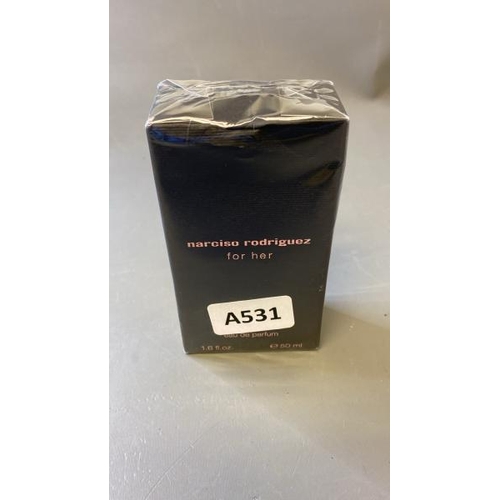 narciso rodriguez
for her
A531
eau de parfum
1.6 fl.oz. ℮ 50 ml